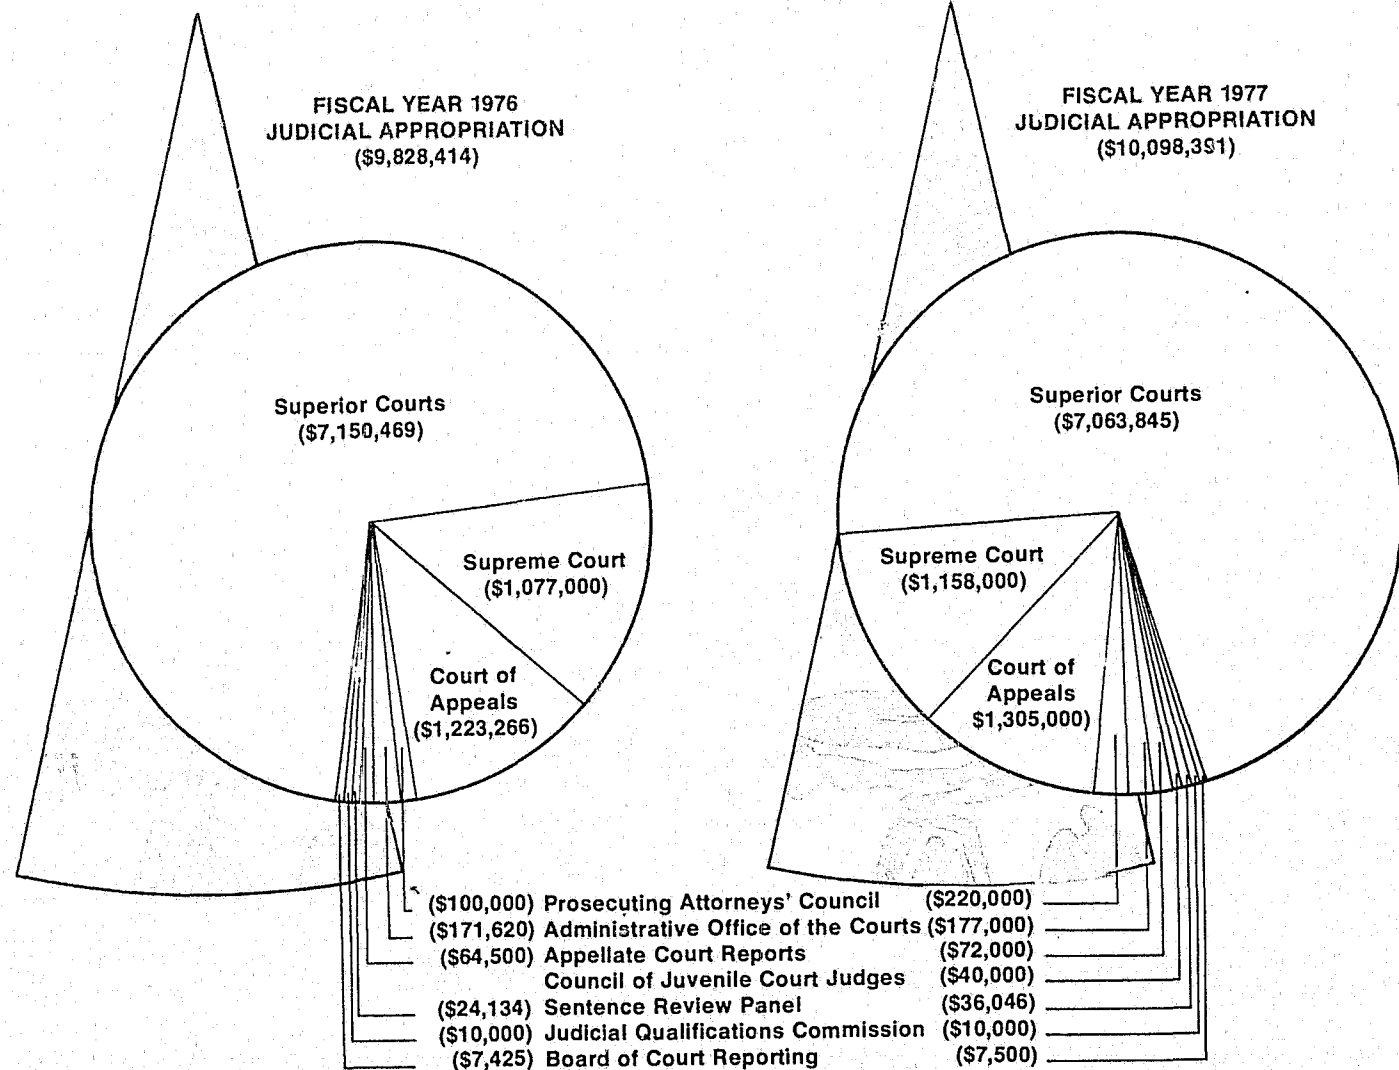 FISCAL YEAR 1976
JUDICIAL APPROPRIATION
($9,828,414)
Superior Courts
($7,150,469)
Supreme Court
($1,077,000)
Court of
Appeals
($1,223,266)
FISCAL YEAR 1977
JUDICIAL APPROPRIATION
($10,098,391)
Superior Courts
($7,063,845)
Supreme Court
($1,158,000)
Court of
Appeals
$1,305,000)
($100,000) Prosecuting Attorneys' Council ($220,000)
($171,620) Administrative Office of the Courts ($177,000)
($64,500) Appellate Court Reports ($72,000)
Council of Juvenile Court Judges ($40,000)
($24,134) Sentence Review Panel ($36,046)
($10,000) Judicial Qualifications Commission ($10,000)
($7,425) Board of Court Reporting ($7,500)